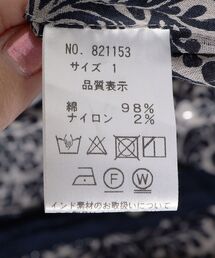 NO. 821153
サイズ 1
品質表示
綿 98%
ナイロン 2%
F W
インド素材のお取扱いについて